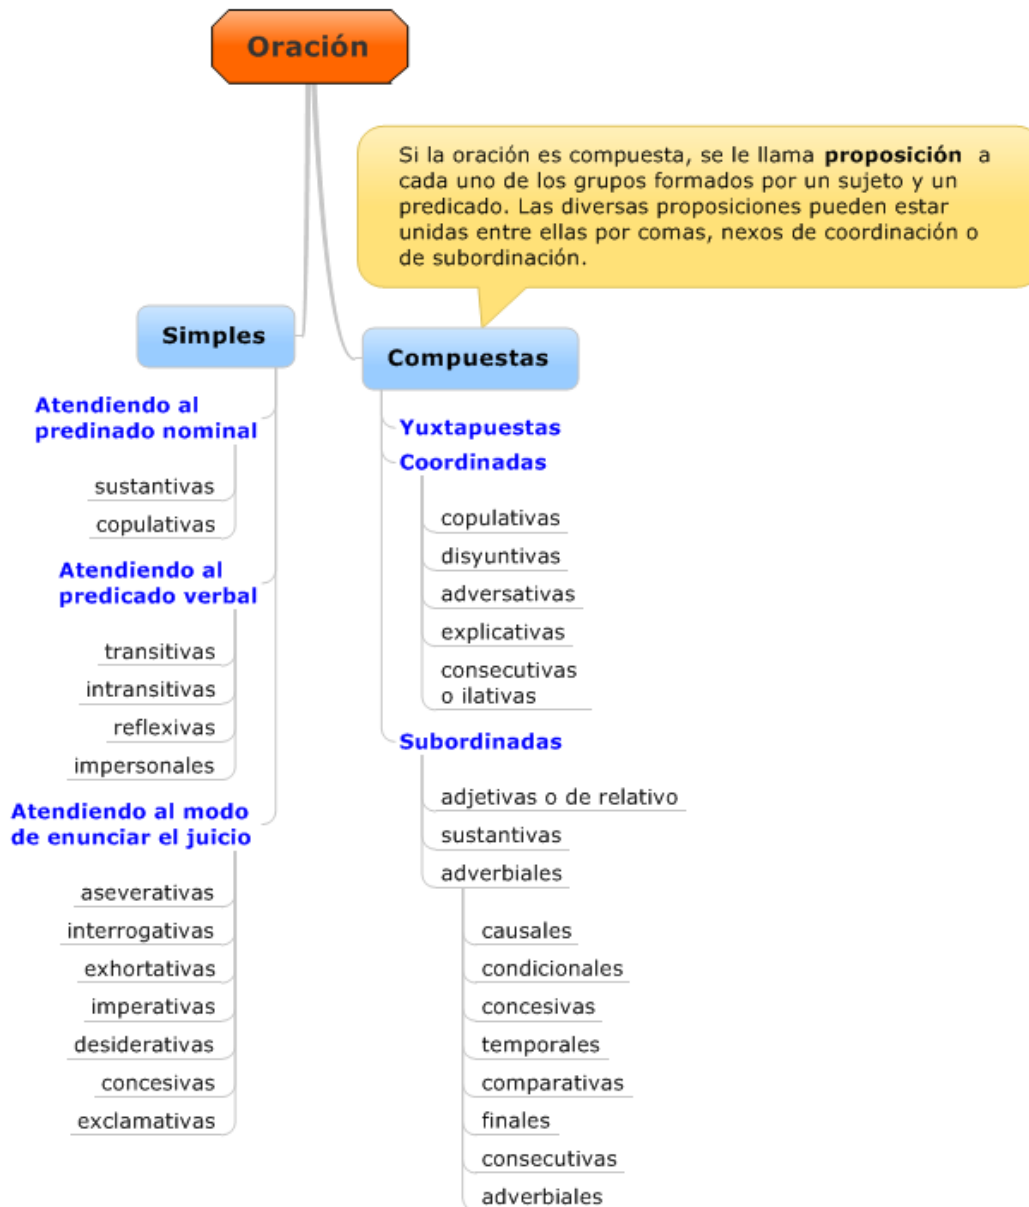 Oración
Si la oración es compuesta, se le llama proposición a
cada uno de los grupos formados por un sujeto y un
predicado. Las diversas proposiciones pueden estar
unidas entre ellas por comas, nexos de coordinación o
de subordinación.
Simples
Atendiendo al
predinado nominal
sustantivas
copulativas
Atendiendo al
predicado verbal
transitivas
intransitivas
reflexivas
impersonales
Atendiendo al modo
de enunciar el juicio
aseverativas
interrogativas
exhortativas
imperativas
desiderativas
concesivas
exclamativas
Compuestas
Yuxtapuestas
Coordinadas
copulativas
disyuntivas
adversativas
explicativas
consecutivas
o ilativas
Subordinadas
adjetivas o de relativo
sustantivas
adverbiales
causales
condicionales
concesivas
temporales
comparativas
finales
consecutivas
adverbiales